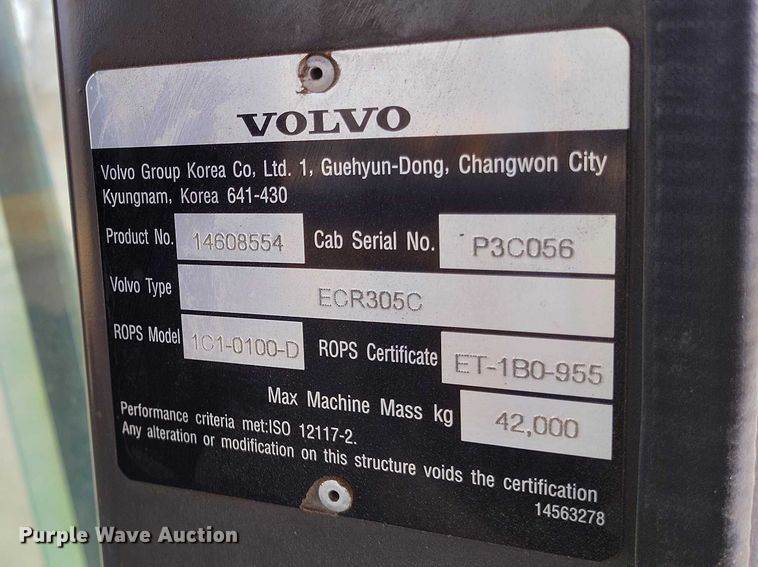 VOLVO
Volvo Group Korea Co, Ltd. 1, Guehyun-Dong, Changwon City
Kyungnam, Korea 641-430
Product No. 14608554 Cab Serial No. P3C056
Volvo Type ECR305C
ROPS Model 1C1-0100-D ROPS Certificate ET-1B0-955
Max Machine Mass kg 42,000
Performance criteria met:ISO 12117-2.
Any alteration or modification on this structure voids the certification
14563278
Purple Wave Auction